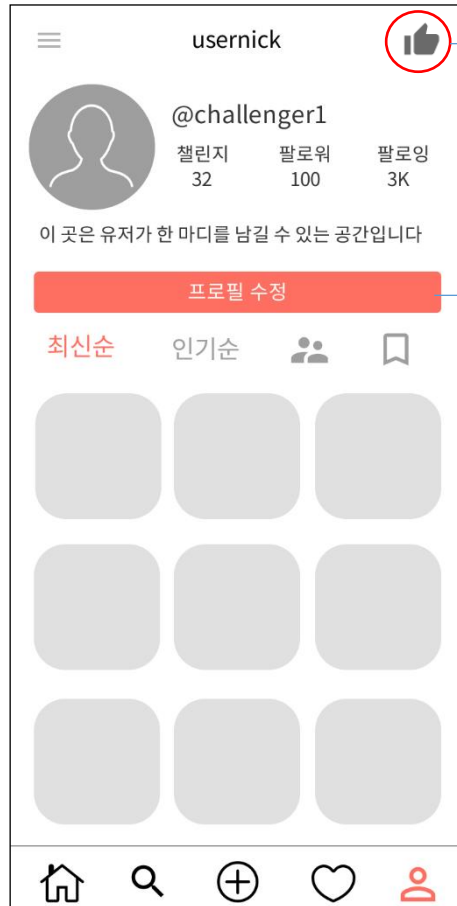 usernick
@challenger1
챌린지 팔로워 팔로잉
32 100 3K
이 곳은 유저가 한 마디를 남길 수 있는 공간입니다
프로필 수정
최신순 인기순